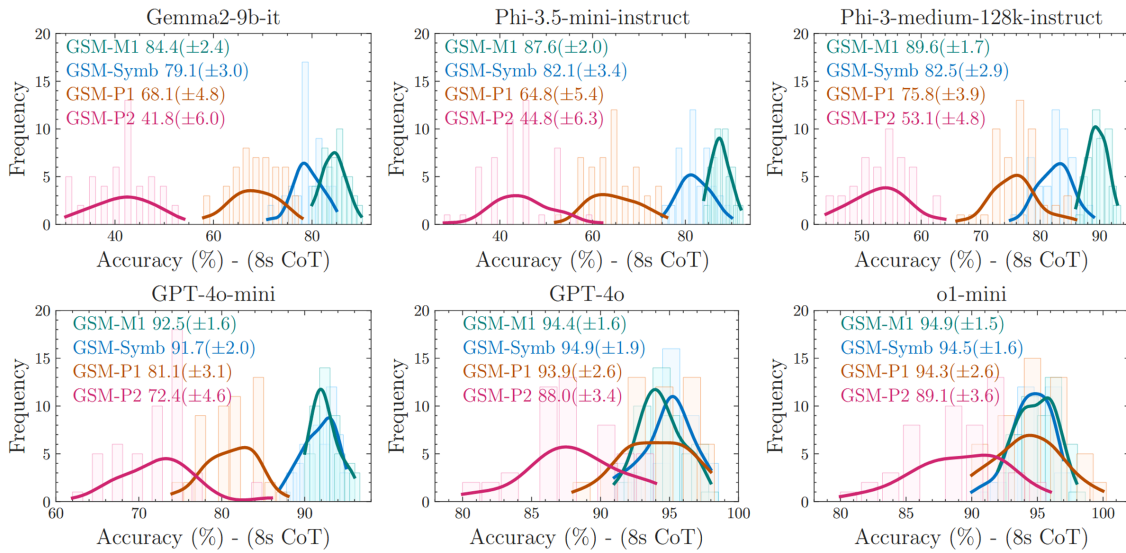 Gemma2-9b-it
20
15
10
5
0
Frequency
GSM-M1 84.4(±2.4)
GSM-Symb 79.1(±3.0)
GSM-P1 68.1(±4.8)
GSM-P2 41.8(±6.0)
40
60
80
Accuracy (%) - (8s CoT)
Phi-3.5-mini-instruct
20
15
10
5
0
Frequency
GSM-M1 87.6(±2.0)
GSM-Symb 82.1(±3.4)
GSM-P1 64.8(±5.4)
GSM-P2 44.8(±6.3)
40
60
80
Accuracy (%) - (8s CoT)
Phi-3-medium-128k-instruct
20
15
10
5
0
Frequency
GSM-M1 89.6(±1.7)
GSM-Symb 82.5(±2.9)
GSM-P1 75.8(±3.9)
GSM-P2 53.1(±4.8)
50
60
70
80
90
Accuracy (%) - (8s CoT)
GPT-4o-mini
20
15
10
5
0
Frequency
GSM-M1 92.5(±1.6)
GSM-Symb 91.7(±2.0)
GSM-P1 81.1(±3.1)
GSM-P2 72.4(±4.6)
60
70
80
90
Accuracy (%) - (8s CoT)
GPT-4o
20
15
10
5
0
Frequency
GSM-M1 94.4(±1.6)
GSM-Symb 94.9(±1.9)
GSM-P1 93.9(±2.6)
GSM-P2 88.0(±3.4)
80
85
90
95
100
Accuracy (%) - (8s CoT)
o1-mini
20
15
10
5
0
Frequency
GSM-M1 94.9(±1.5)
GSM-Symb 94.5(±1.6)
GSM-P1 94.3(±2.6)
GSM-P2 89.1(±3.6)
80
85
90
95
100
Accuracy (%) - (8s CoT)